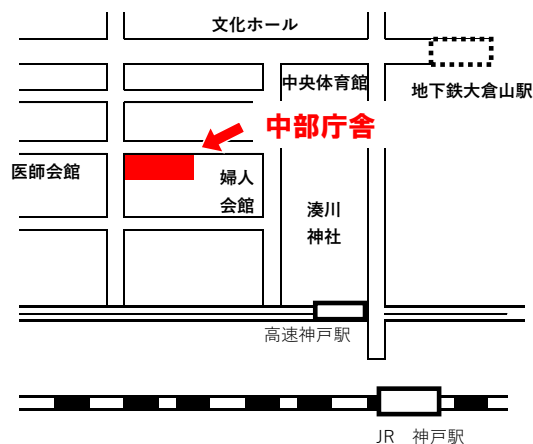 文化ホール
中央体育館
地下鉄大倉山駅
中部庁舎
医師会館
婦人
会館
湊川
神社
高速神戸駅
JR　神戸駅